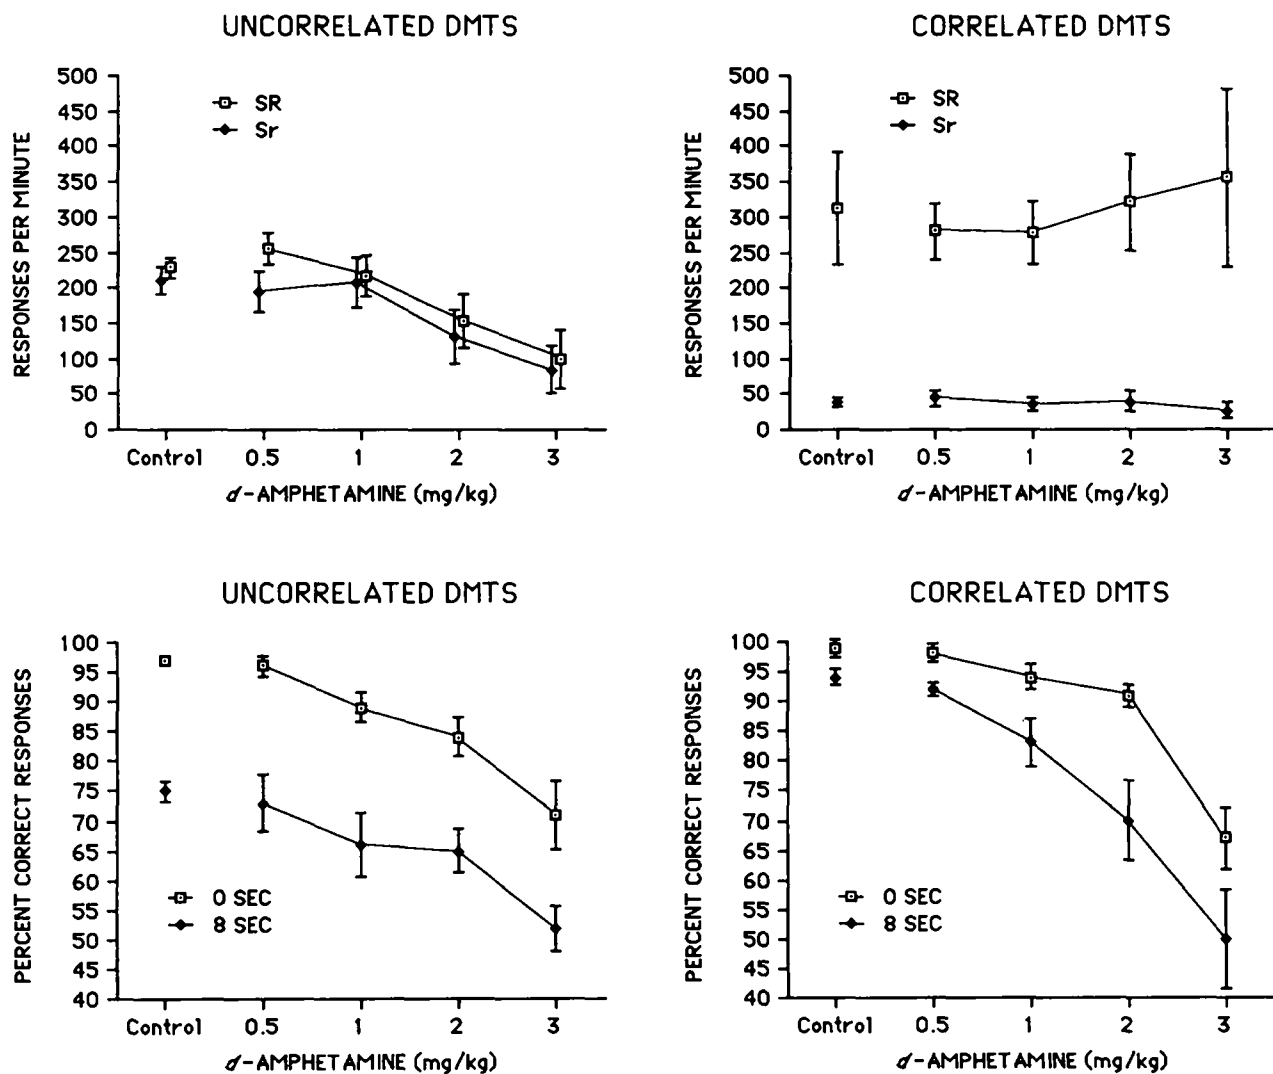 UNCORRELATED DMTS
RESPONSES PER MINUTE
500
450
400
350
300
250
200
150
100
50
0
SR
Sr
Control 0.5 1 2 3
d-AMPHETAMINE (mg/kg)
CORRELATED DMTS
RESPONSES PER MINUTE
500
450
400
350
300
250
200
150
100
50
0
SR
Sr
Control 0.5 1 2 3
d-AMPHETAMINE (mg/kg)
UNCORRELATED DMTS
PERCENT CORRECT RESPONSES
100
95
90
85
80
75
70
65
60
55
50
45
40
0 SEC
8 SEC
Control 0.5 1 2 3
d-AMPHETAMINE (mg/kg)
CORRELATED DMTS
PERCENT CORRECT RESPONSES
100
95
90
85
80
75
70
65
60
55
50
45
40
0 SEC
8 SEC
Control 0.5 1 2 3
d-AMPHETAMINE (mg/kg)